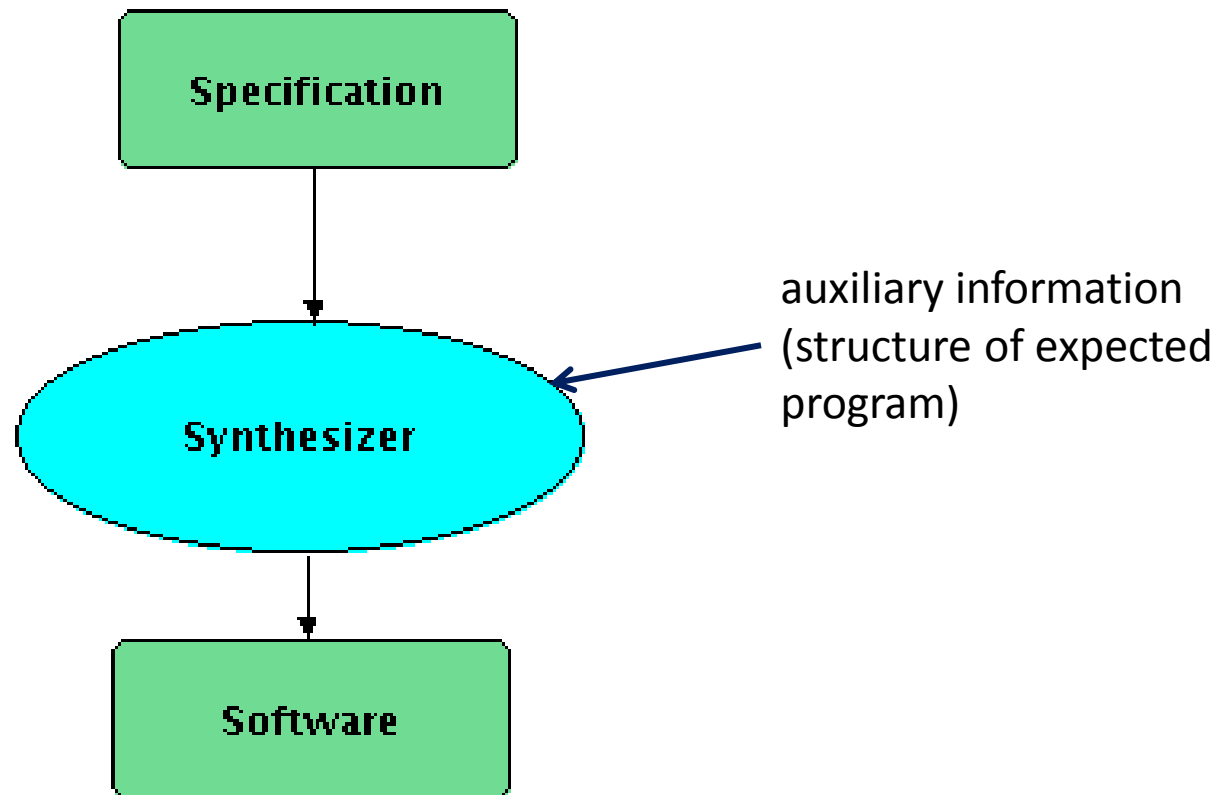 Specification
auxiliary information
(structure of expected
program)
Synthesizer
Software